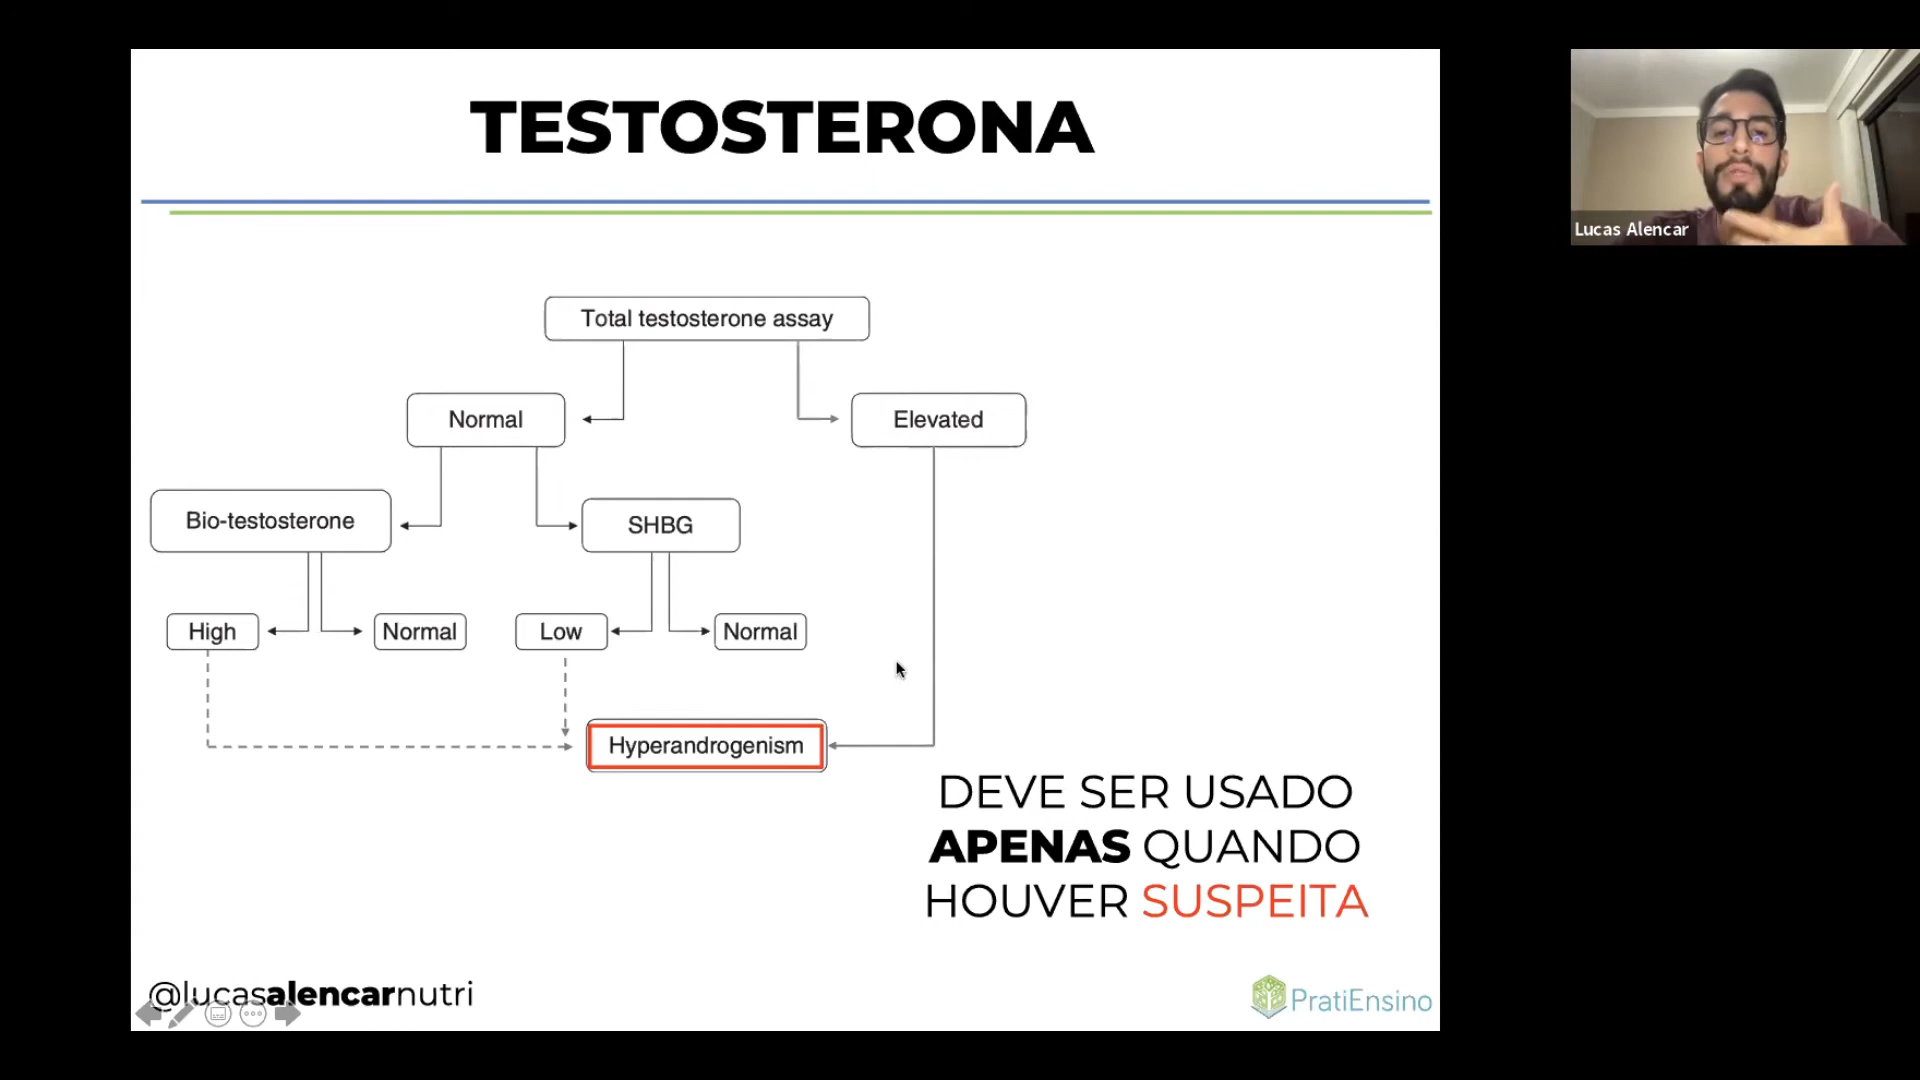 TESTOSTERONA
Lucas Alencar
Total testosterone assay
Normal
Elevated
Bio-testosterone
SHBG
High
Normal
Low
Normal
Hyperandrogenism
DEVE SER USADO
APENAS QUANDO
HOUVER SUSPEITA
@lucasalencarnutri
PratiEnsino